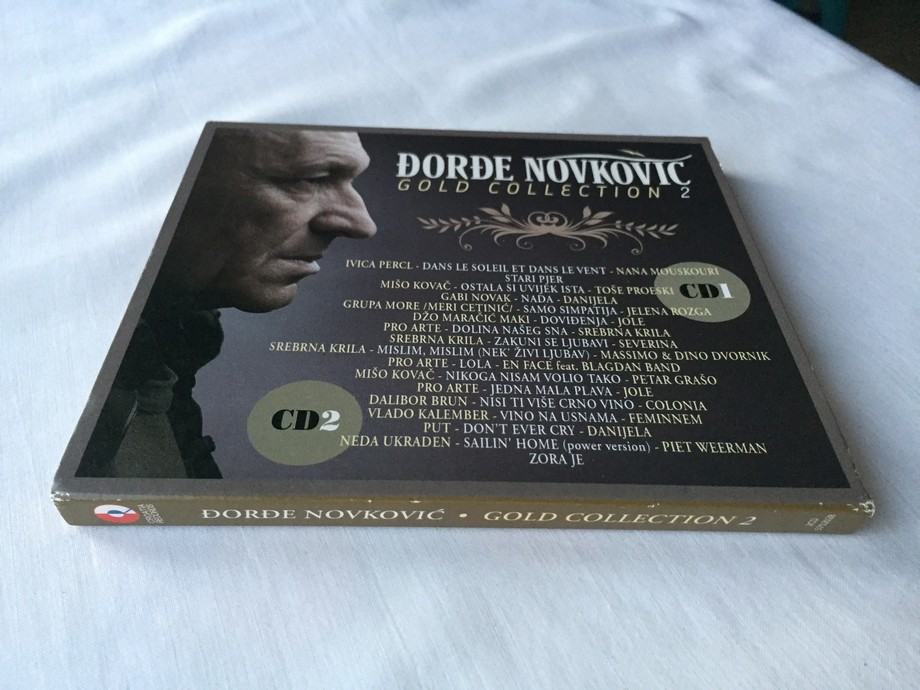 ĐORĐE NOVKOVIĆ
GOLD COLLECTION 2
IVICA PERCL - DANS LE SOLEIL ET DANS LE VENT - NANA MOUSKOURI
STARI PJER
MIŠO KOVAČ - OSTALA SI UVIJEK ISTA - TOŠE PROESKI
CD1
GABI NOVAK - NADA - DANIJELA
GRUPA MORE /MERI CETINIĆ/ - SAMO SIMPATIJA - JELENA ROZGA
DŽO MARAČIĆ MAKI - DOVIĐENJA - JOLE
PRO ARTE - DOLINA NAŠEG SNA - SREBRNA KRILA
SREBRNA KRILA - ZAKUNI SE LJUBAVI - SEVERINA
SREBRNA KRILA - MISLIM, MISLIM (NEK' ŽIVI LJUBAV) - MASSIMO & DINO DVORNIK
PRO ARTE - LOLA - EN FACE feat. BLAGDAN BAND
MIŠO KOVAČ - NIKOGA NISAM VOLIO TAKO - PETAR GRAŠO
PRO ARTE - JEDNA MALA PLAVA - JOLE
DALIBOR BRUN - NISI TI VIŠE CRNO VINO - COLONIA
CD2
VLADO KALEMBER - VINO NA USNAMA - FEMINNEM
PUT - DON'T EVER CRY - DANIJELA
NEDA UKRADEN - SAILIN' HOME (power version) - PIET WEERMAN
ZORA JE
ĐORĐE NOVKOVIĆ • GOLD COLLECTION 2